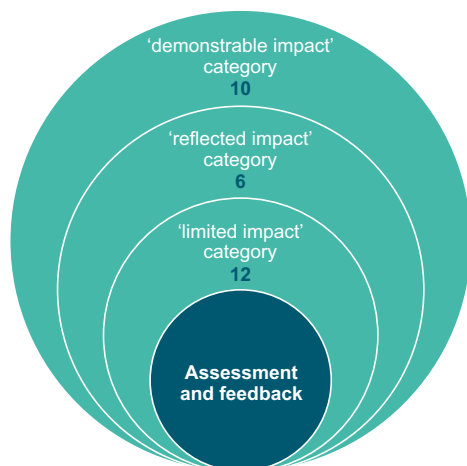 ‘demonstrable impact’
category
10
‘reflected impact’
category
6
‘limited impact’
category
12
Assessment
and feedback